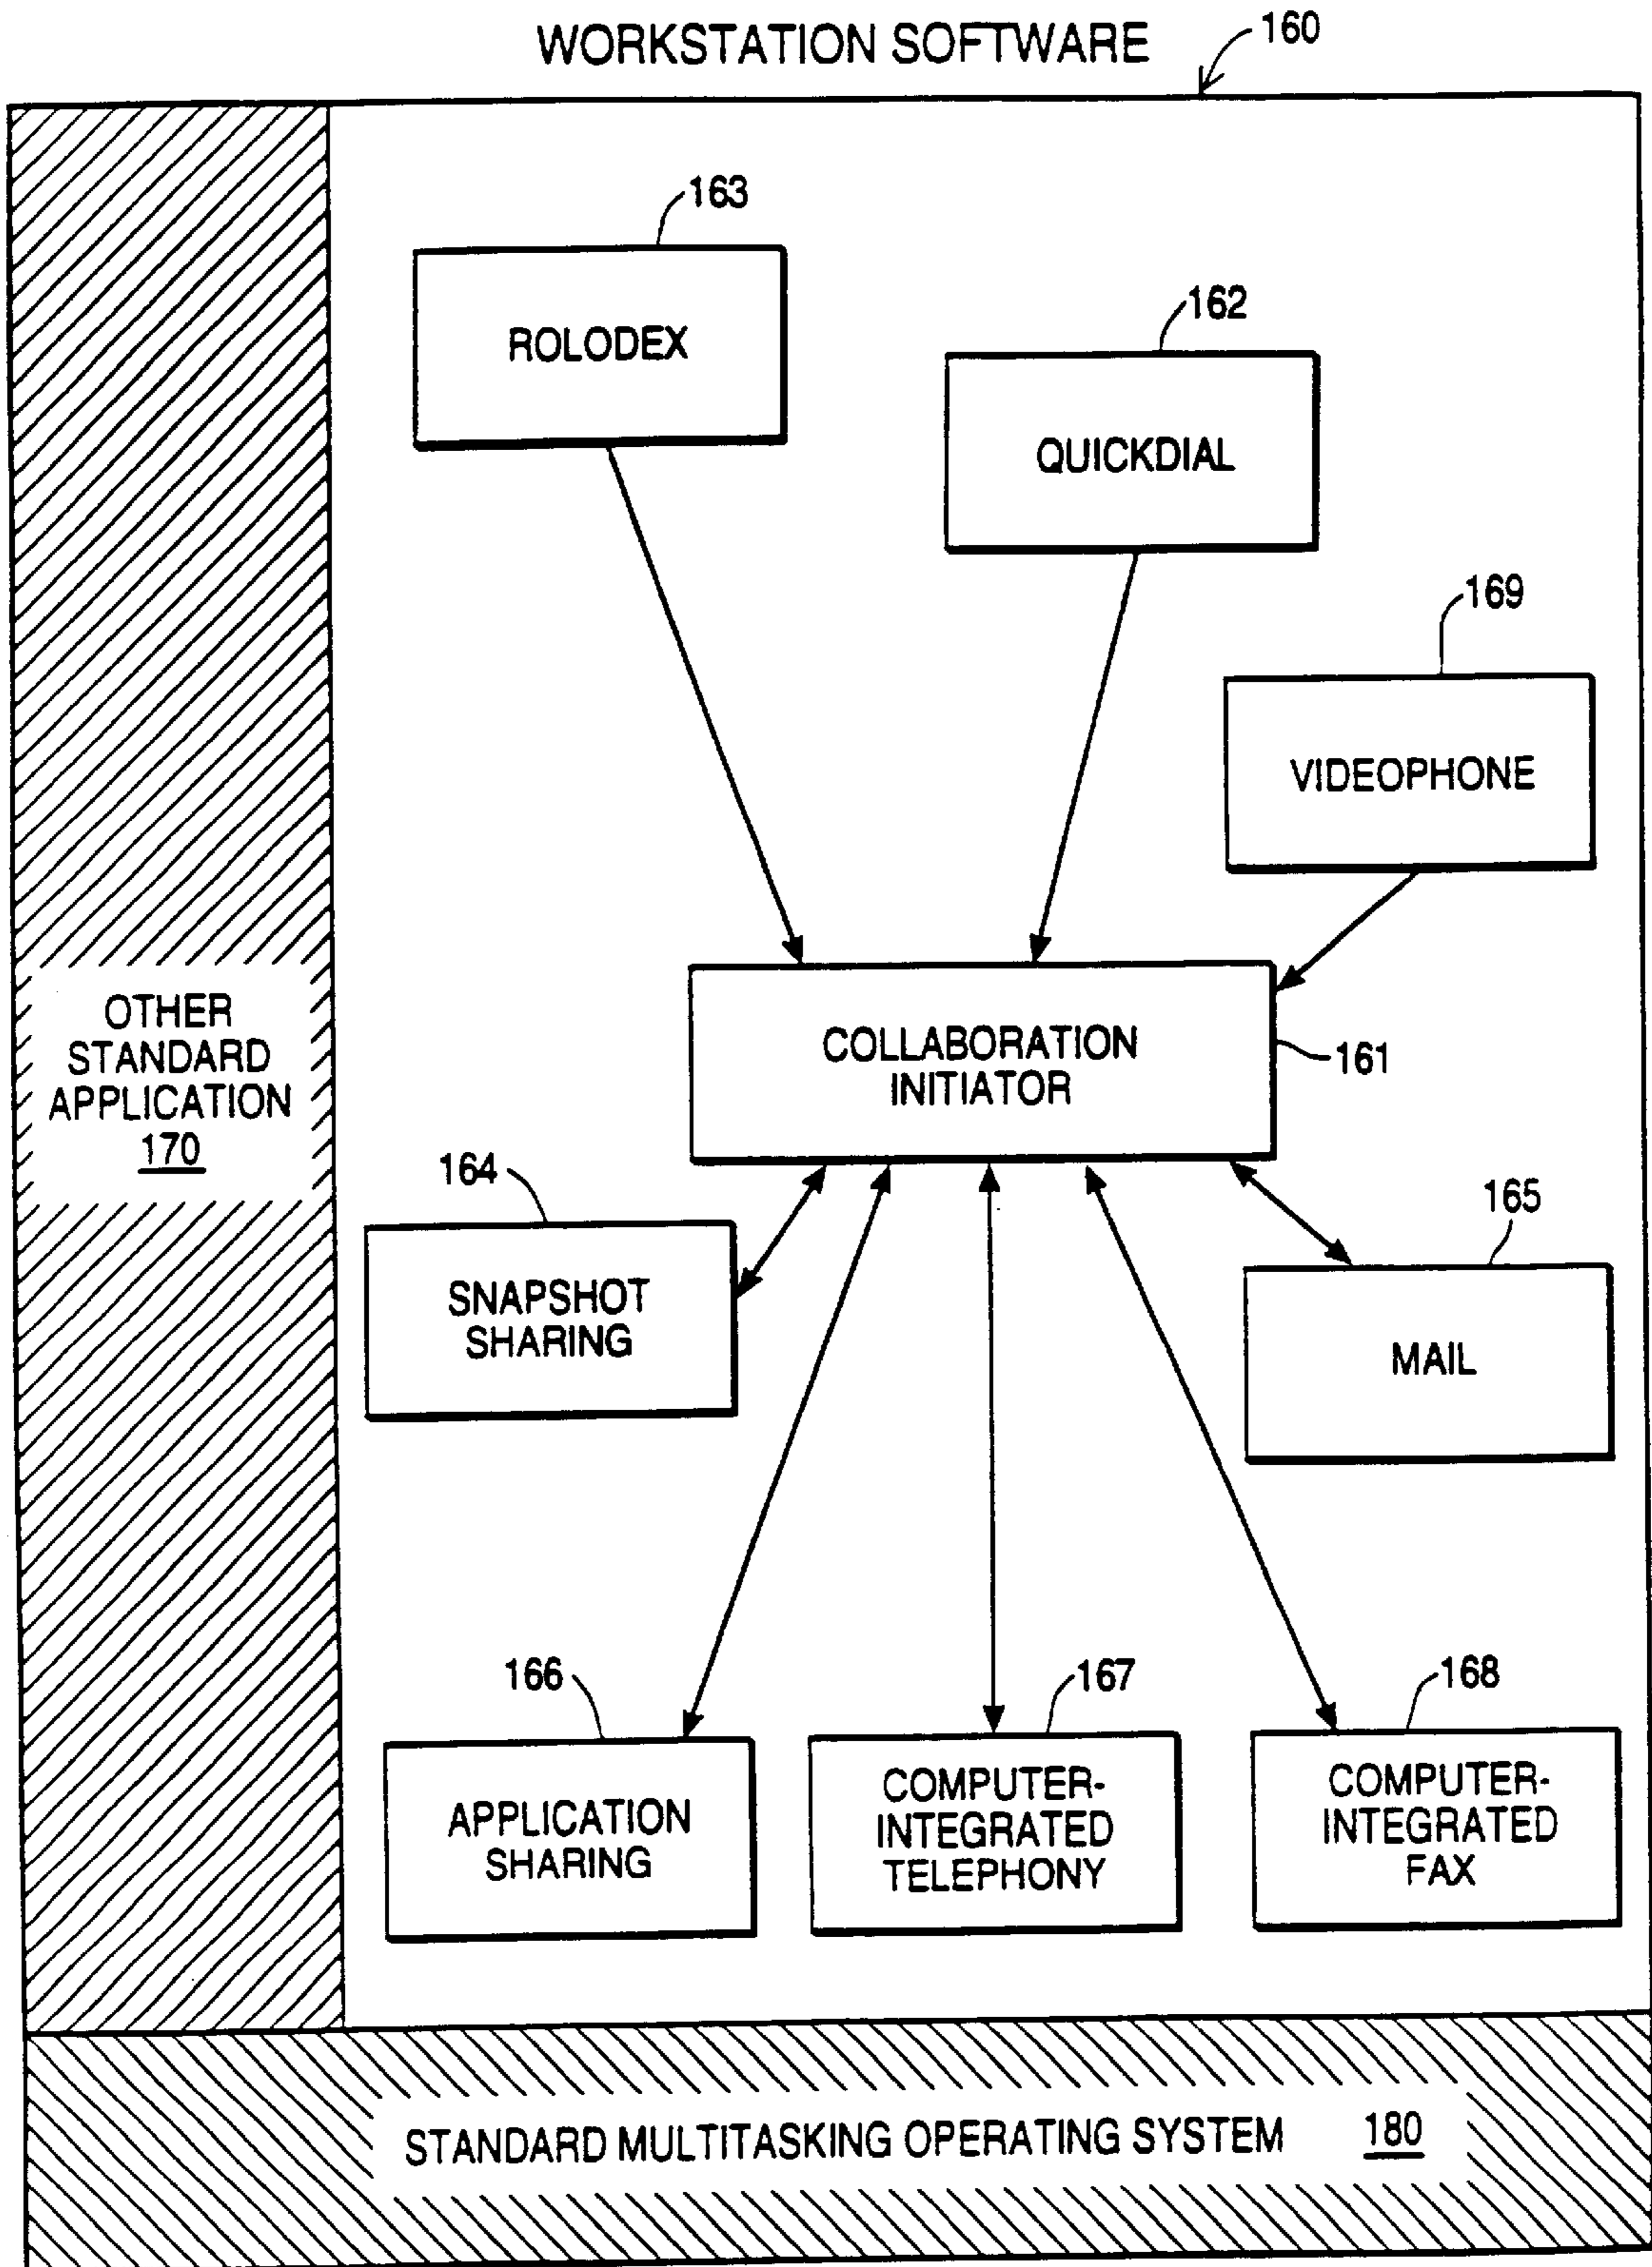 WORKSTATION SOFTWARE
160
163
ROLODEX
162
QUICKDIAL
169
VIDEOPHONE
COLLABORATION
INITIATOR
161
OTHER
STANDARD
APPLICATION
170
164
SNAPSHOT
SHARING
165
MAIL
166
APPLICATION
SHARING
167
COMPUTER-
INTEGRATED
TELEPHONY
168
COMPUTER-
INTEGRATED
FAX
STANDARD MULTITASKING OPERATING SYSTEM 180